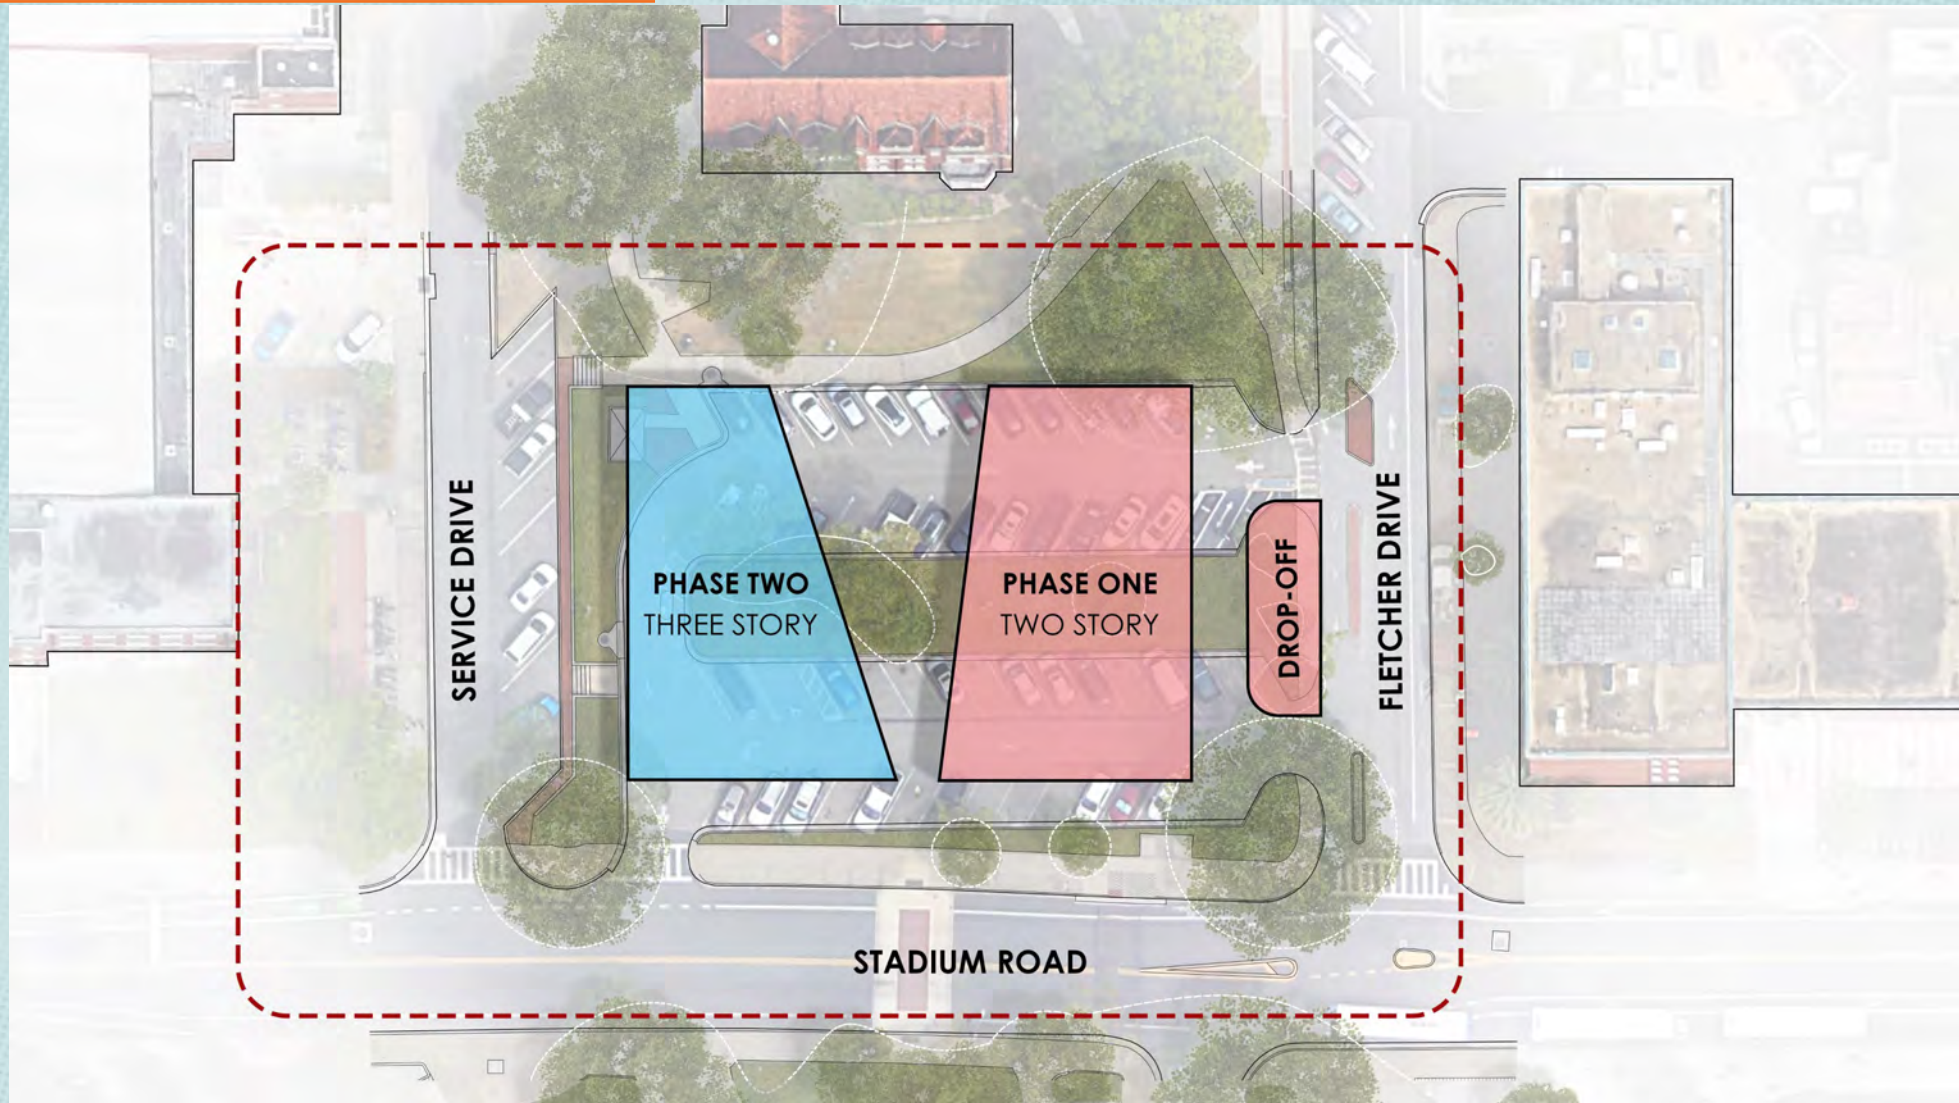 SERVICE DRIVE
PHASE TWO
THREE STORY
PHASE ONE
TWO STORY
DROP-OFF
FLETCHER DRIVE
STADIUM ROAD